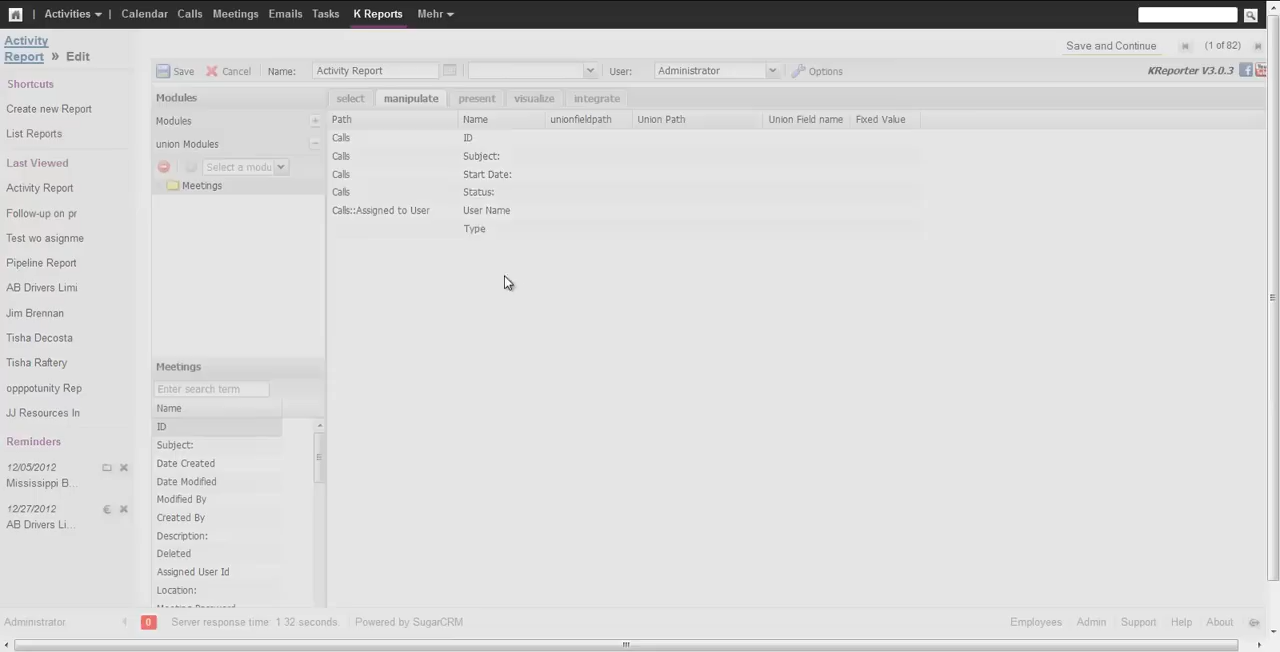 Activities Calendar Calls Meetings Emails Tasks K Reports Mehr
Activity Report » Edit
Save and Continue (1 of 82)
Save Cancel Name: Activity Report User: Administrator Options KReporter V3.0.3
Shortcuts
Create new Report
List Reports
Last Viewed
Activity Report
Follow-up on pr
Test wo asignme
Pipeline Report
AB Drivers Limi
Jim Brennan
Tisha Decosta
Tisha Raftery
oppportunity Rep
JJ Resources In
Reminders
12/05/2012
Mississippi B...
12/27/2012
AB Drivers Li...
Modules
Modules
union Modules
Select a modu
Meetings
Meetings
Enter search term
Name
ID
Subject:
Date Created
Date Modified
Modified By
Created By
Description:
Deleted
Assigned User Id
Location:
select manipulate present visualize integrate
Path Name unionfieldpath Union Path Union Field name Fixed Value
Calls ID
Calls Subject:
Calls Start Date:
Calls Status:
Calls::Assigned to User User Name
Type
Administrator 0 Server response time 1 32 seconds. Powered by SugarCRM Employees Admin Support Help About